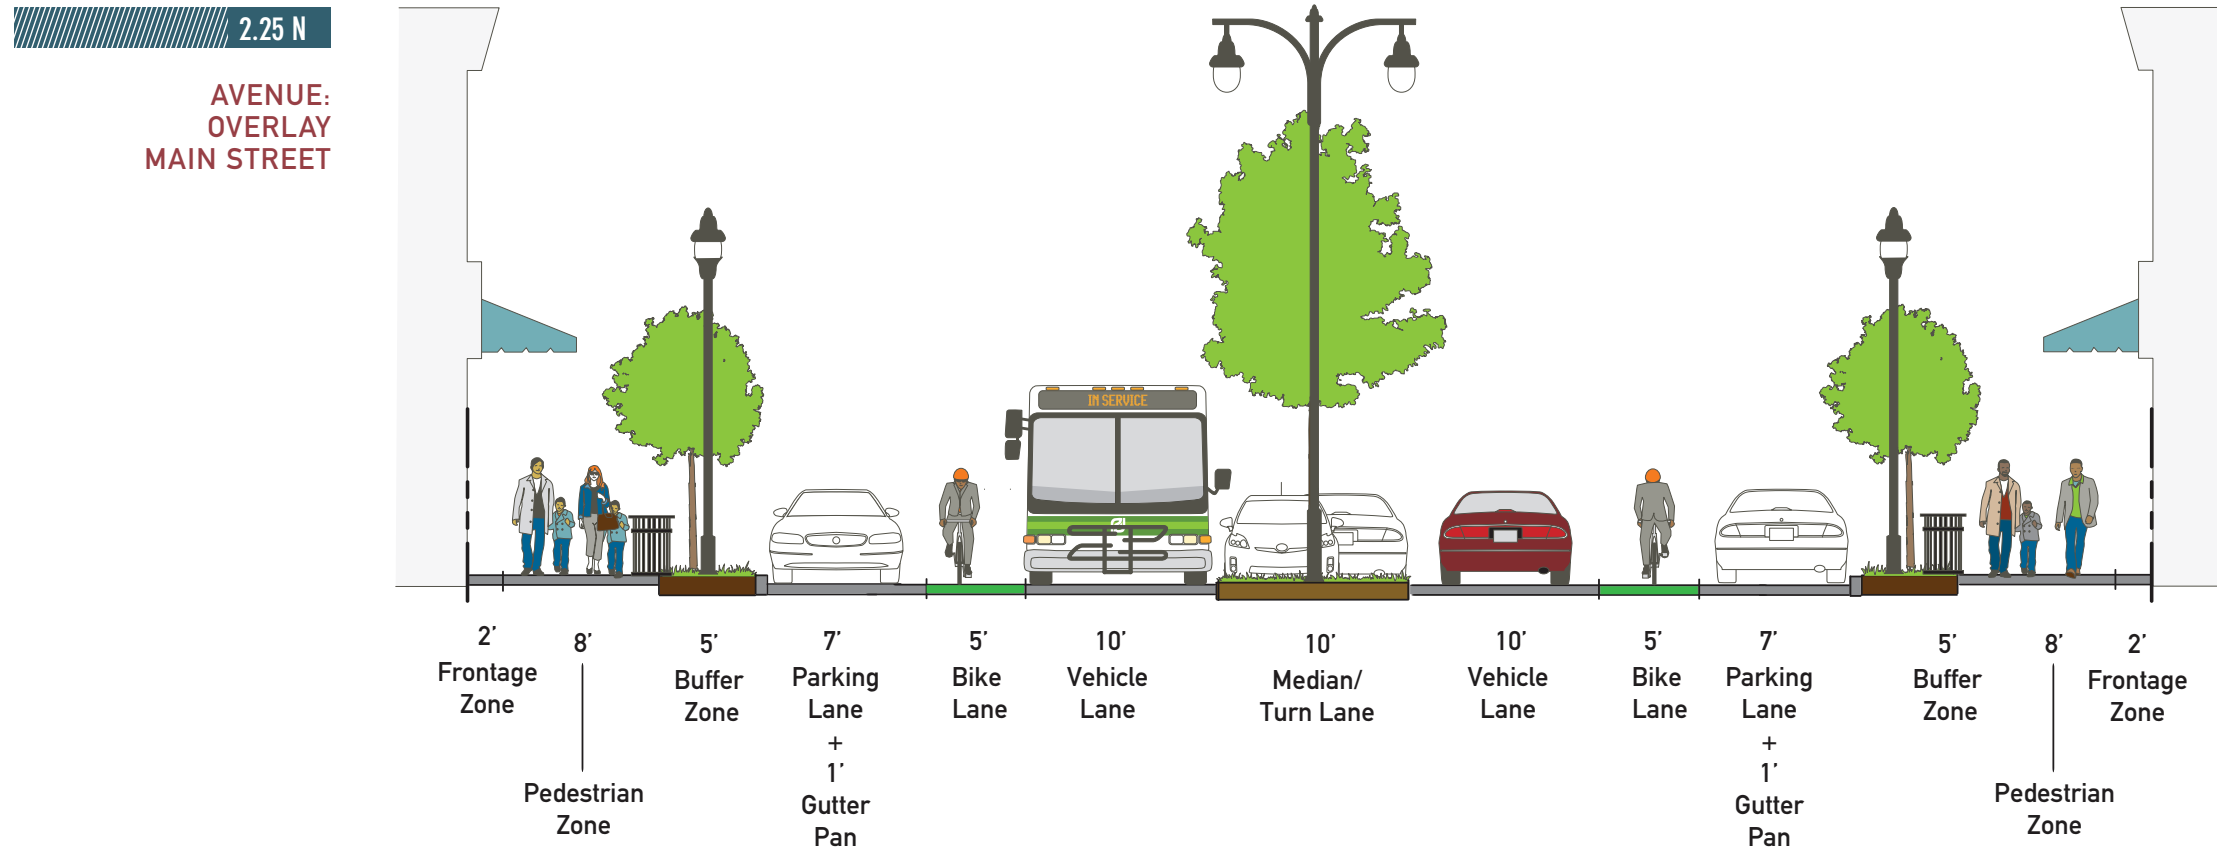 2.25 N
AVENUE:
OVERLAY
MAIN STREET
IN SERVICE
2’
Frontage
Zone
8’
Pedestrian
Zone
5’
Buffer
Zone
7’
Parking
Lane
+
1’
Gutter
Pan
5’
Bike
Lane
10’
Vehicle
Lane
10’
Median/
Turn Lane
10’
Vehicle
Lane
5’
Bike
Lane
7’
Parking
Lane
+
1’
Gutter
Pan
5’
Buffer
Zone
8’
Pedestrian
Zone
2’
Frontage
Zone